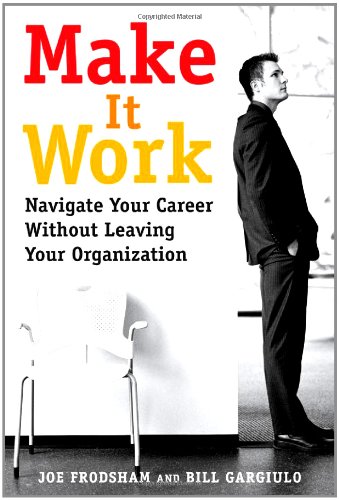 Copyrighted Material
Make
It
Work
Navigate Your Career
Without Leaving
Your Organization
JOE FRODSHAM AND BILL GARGIULO